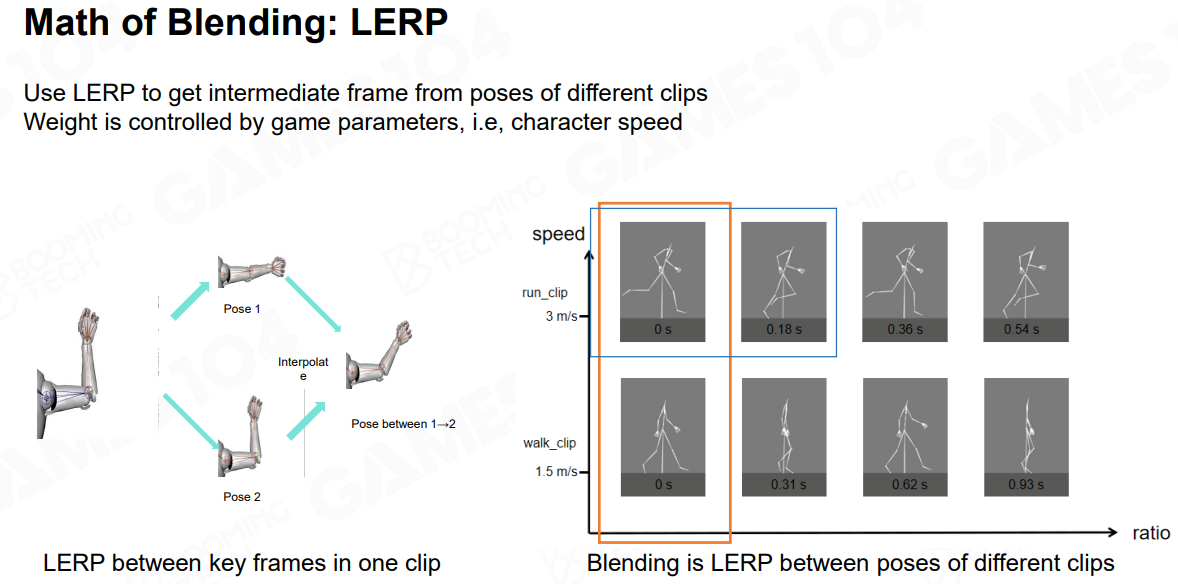 Math of Blending: LERP
Use LERP to get intermediate frame from poses of different clips
Weight is controlled by game parameters, i.e, character speed
Pose 1
Interpolat
e
Pose between 1→2
Pose 2
LERP between key frames in one clip
speed
run_clip
3 m/s
0 s
0.18 s
0.36 s
0.54 s
walk_clip
1.5 m/s
0 s
0.31 s
0.62 s
0.93 s
ratio
Blending is LERP between poses of different clips
BOOMING
TECH
GAMES 104